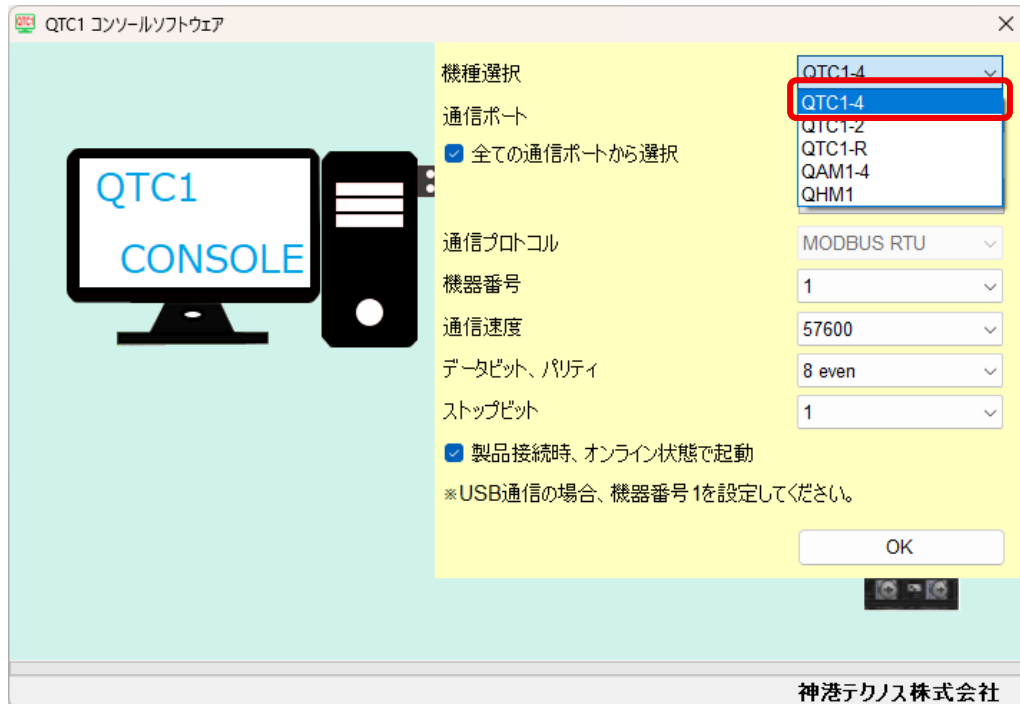 QTC1 コンソールソフトウェア
機種選択
QTC1-4
QTC1-4
QTC1-2
QTC1-R
QAM1-4
QHM1
通信ポート
全ての通信ポートから選択
QTC1
CONSOLE
通信プロトコル
MODBUS RTU
機器番号
1
通信速度
57600
データビット、パリティ
8 even
ストップビット
1
製品接続時、オンライン状態で起動
※USB通信の場合、機器番号1を設定してください。
OK
神港テクノス株式会社